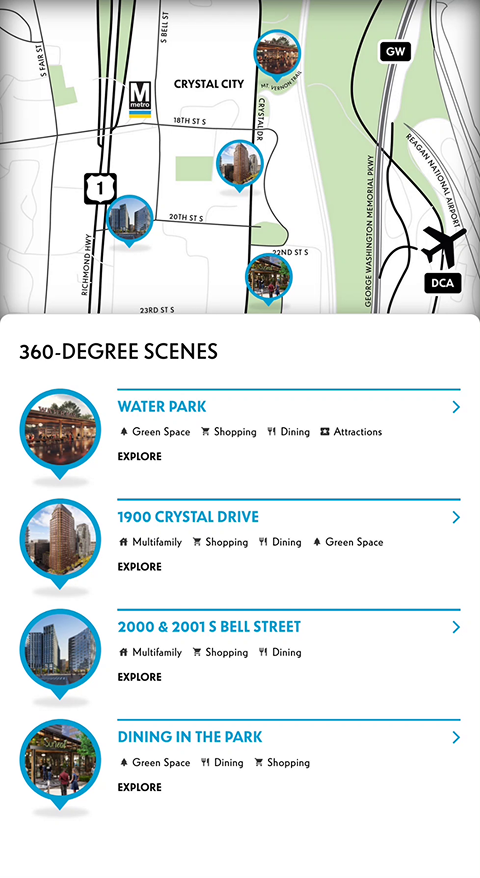 S FAIR ST
S BELL ST
CRYSTAL CITY
MT. VERNON TRAIL
GW
M
metro
18TH ST S
CRYSTAL DR
1
20TH ST S
RICHMOND HWY
22ND ST S
23RD ST S
GEORGE WASHINGTON MEMORIAL PKWY
REAGAN NATIONAL AIRPORT
DCA
360-DEGREE SCENES
WATER PARK
Green Space Shopping Dining Attractions
EXPLORE
1900 CRYSTAL DRIVE
Multifamily Shopping Dining Green Space
EXPLORE
2000 & 2001 S BELL STREET
Multifamily Shopping Dining
EXPLORE
DINING IN THE PARK
Green Space Dining Shopping
EXPLORE